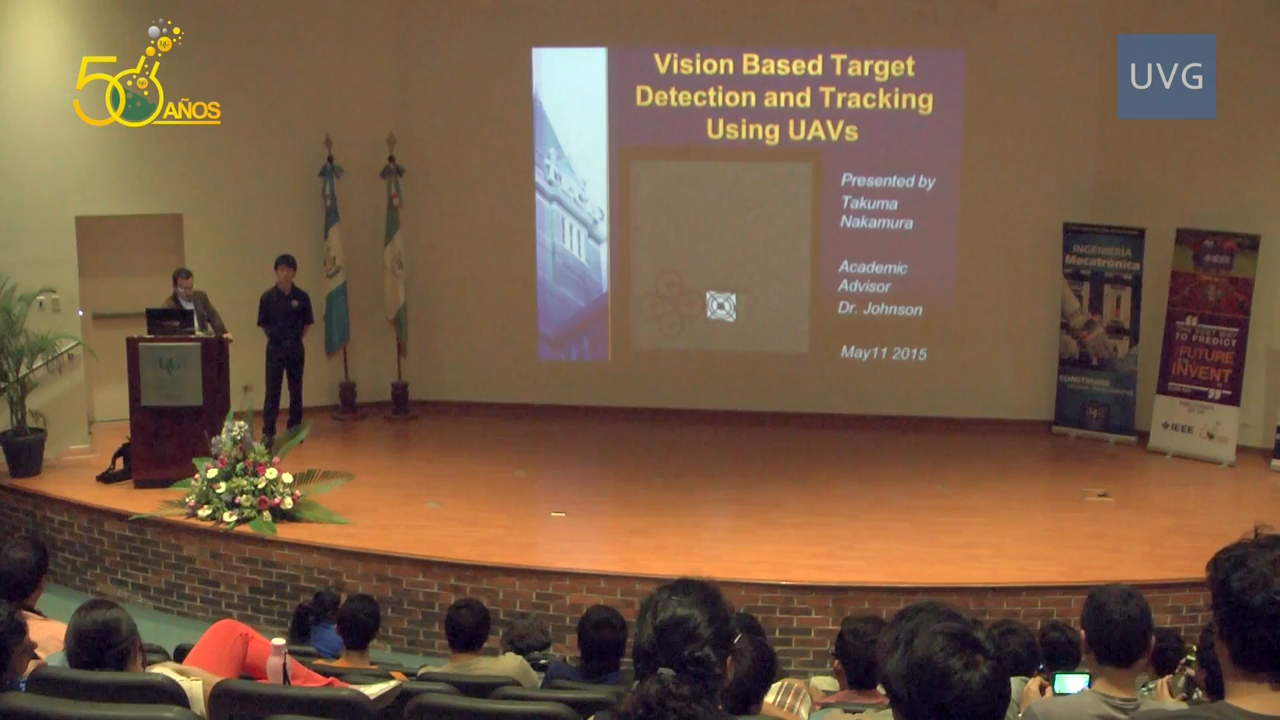 50
AÑOS
UVG
Vision Based Target
Detection and Tracking
Using UAVs
Presented by
Takuma
Nakamura
Academic
Advisor
Dr. Johnson
May11 2015
INGENIERÍA
Mecatrónica
IEEE
TO PREDICT
FUTURE
INVENT
IEEE